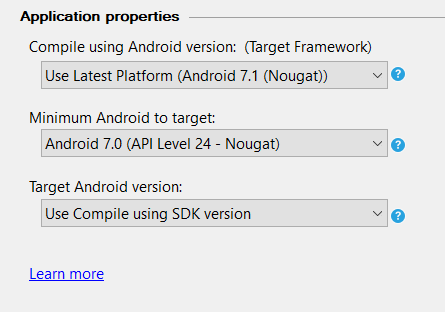 Application properties
Compile using Android version: (Target Framework)
Use Latest Platform (Android 7.1 (Nougat))
?
Minimum Android to target:
Android 7.0 (API Level 24 - Nougat)
?
Target Android version:
Use Compile using SDK version
?
Learn more